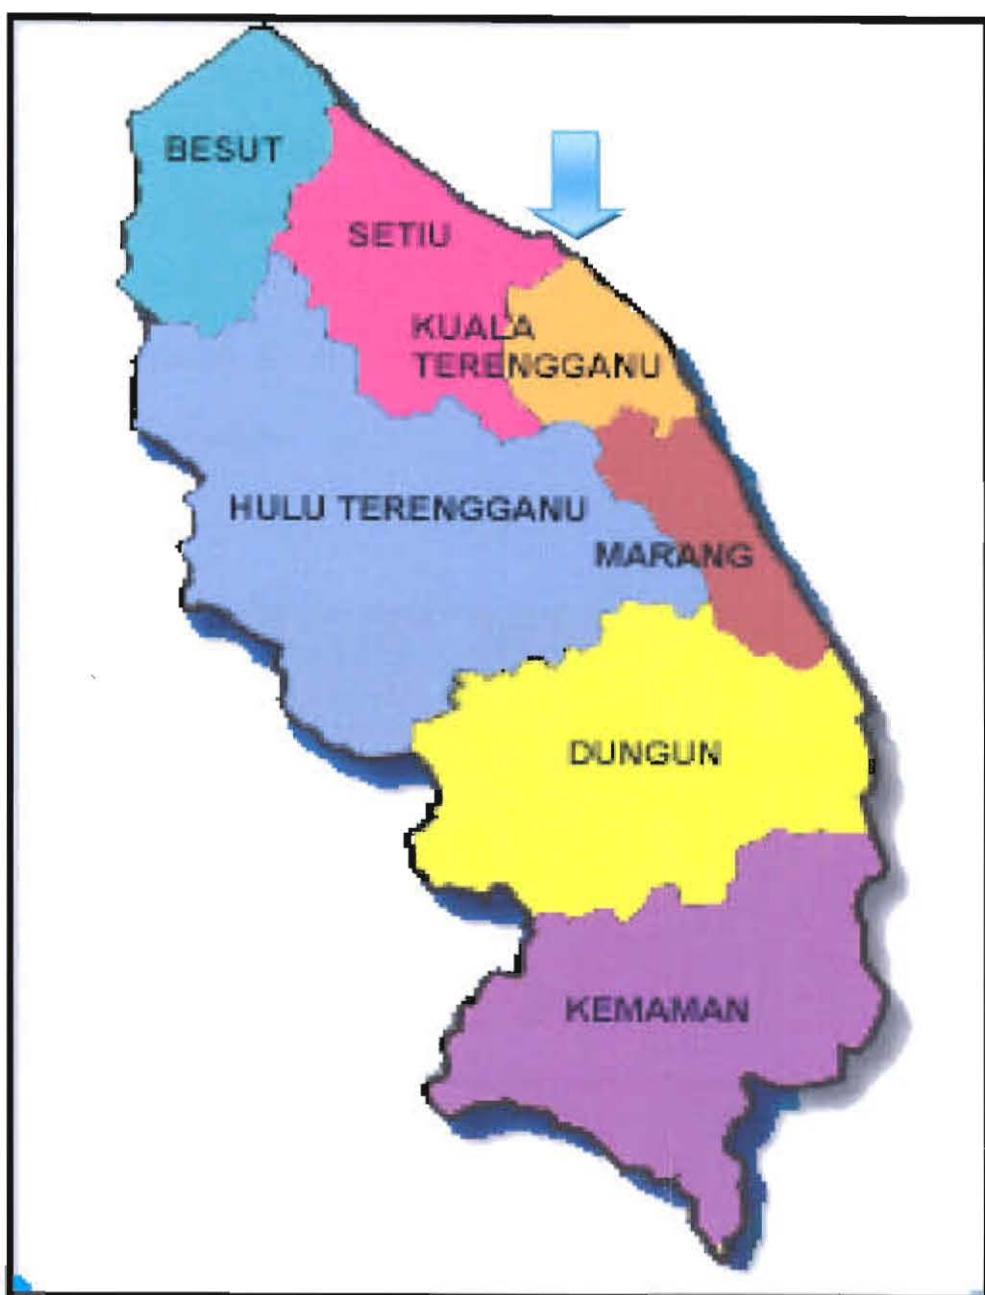 BESUT
SETIU
KUALA
TERENGGANU
HULU TERENGGANU
MARANG
DUNGUN
KEMAMAN